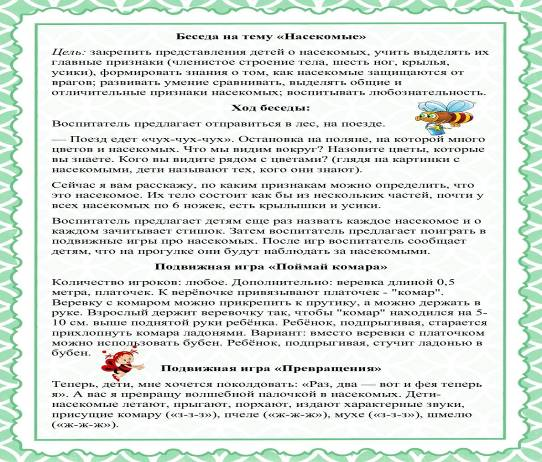 Беседа на тему «Насекомые»
Цель: закрепить представления детей о насекомых, учить выделять их
главные признаки (членистое строение тела, шесть ног, крылья,
усики), формировать знания о том, как насекомые защищаются от
врагов; развивать умение сравнивать, выделять общие и
отличительные признаки насекомых; воспитывать любознательность.
Ход беседы:
Воспитатель предлагает отправиться в лес, на поезде.
— Поезд едет «чух-чух-чух». Остановка на поляне, на которой много
цветов и насекомых. Что мы видим вокруг? Назовите цветы, которые
вы знаете. Кого вы видите рядом с цветами? (глядя на картинки с
насекомыми, дети называют тех, кого они знают).
Сейчас я вам расскажу, по каким признакам можно определить, что
это насекомое. Их тело состоит как бы из нескольких частей, почти у
всех насекомых по 6 ножек, есть крылышки и усики.
Воспитатель предлагает детям еще раз назвать каждое насекомое и о
каждом зачитывает стишок. Затем воспитатель предлагает поиграть в
подвижные игры про насекомых. После игр воспитатель сообщает
детям, что на прогулке они будут наблюдать за насекомыми.
Подвижная игра «Поймай комара»
Количество игроков: любое. Дополнительно: веревка длиной 0,5
метра, платочек. К верёвочке привязывают платочек - "комар".
Веревку с комаром можно прикрепить к прутику, а можно держать в
руке. Взрослый держит веревочку так, чтобы "комар" находился на 5-
10 см. выше поднятой руки ребёнка. Ребёнок, подпрыгивая, старается
прихлопнуть комара ладонями. Вариант: вместо веревки с платочком
можно использовать бубен. Ребёнок, подпрыгивая, стучит ладонью в
бубен.
Подвижная игра «Превращения»
Теперь, дети, мне хочется поколдовать: «Раз, два — вот и фея теперь
я». А вас я превращу волшебной палочкой в насекомых. Дети-
насекомые летают, прыгают, порхают, издают характерные звуки,
присущие комару («з-з-з»), пчеле («ж-ж-ж»), мухе («з-з-з»), шмелю
(«ж-ж-ж»).